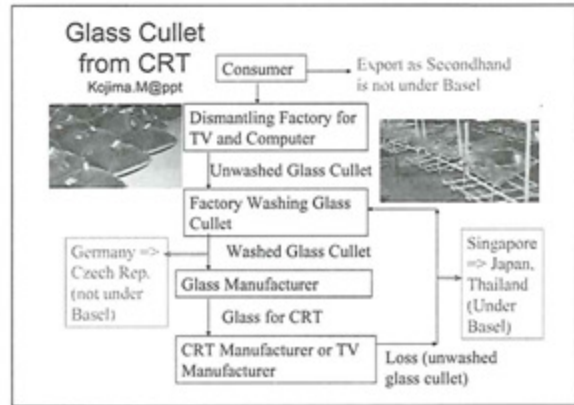 Glass Cullet
from CRT
Kojima.M@ppt
Consumer
Export as Secondhand
is not under Basel
Dismantling Factory for
TV and Computer
Unwashed Glass Cullet
Factory Washing Glass
Cullet
Germany =>
Czech Rep.
(not under
Basel)
Washed Glass Cullet
Singapore
=> Japan,
Thailand
(Under
Basel)
Glass Manufacturer
Glass for CRT
CRT Manufacturer or TV
Manufacturer
Loss (unwashed
glass cullet)